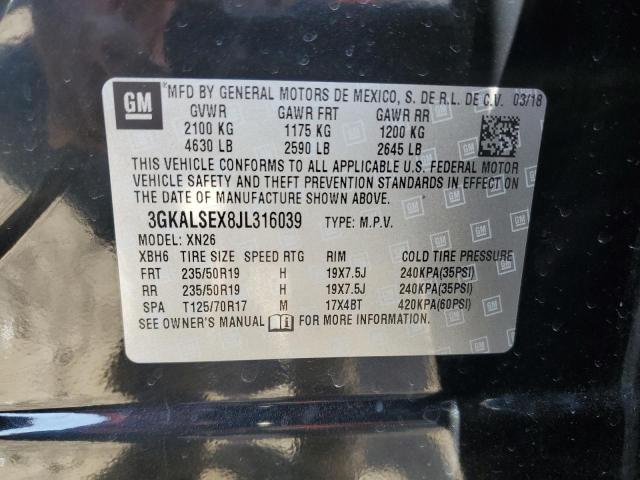 GM
*MFD BY GENERAL MOTORS DE MEXICO, S. DE R.L. DE C.V. 03/18
GVWR GAWR FRT GAWR RR
2100 KG 1175 KG 1200 KG
4630 LB 2590 LB 2645 LB
THIS VEHICLE CONFORMS TO ALL APPLICABLE U.S. FEDERAL MOTOR
VEHICLE SAFETY AND THEFT PREVENTION STANDARDS IN EFFECT ON
THE DATE OF MANUFACTURE SHOWN ABOVE.
3GKALSEX8JL316039 TYPE: M.P.V.
MODEL: XN26
XBH6 TIRE SIZE SPEED RTG RIM COLD TIRE PRESSURE
FRT 235/50R19 H 19X7.5J 240KPA(35PSI)
RR 235/50R19 H 19X7.5J 240KPA(35PSI)
SPA T125/70R17 M 17X4BT 420KPA(60PSI)
SEE OWNER'S MANUAL FOR MORE INFORMATION.